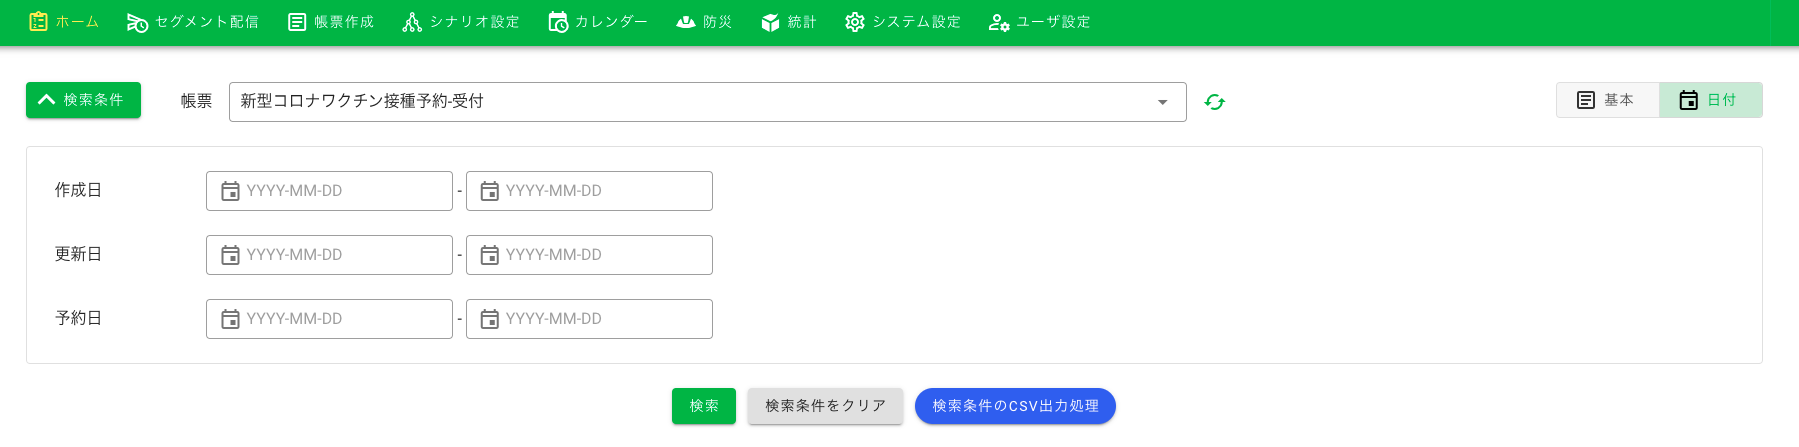 ホーム セグメント配信 帳票作成 シナリオ設定 カレンダー 防災 統計 システム設定 ユーザ設定
検索条件 帳票 新型コロナワクチン接種予約-受付 基本 日付
作成日 YYYY-MM-DD - YYYY-MM-DD
更新日 YYYY-MM-DD - YYYY-MM-DD
予約日 YYYY-MM-DD - YYYY-MM-DD
検索 検索条件をクリア 検索条件のCSV出力処理